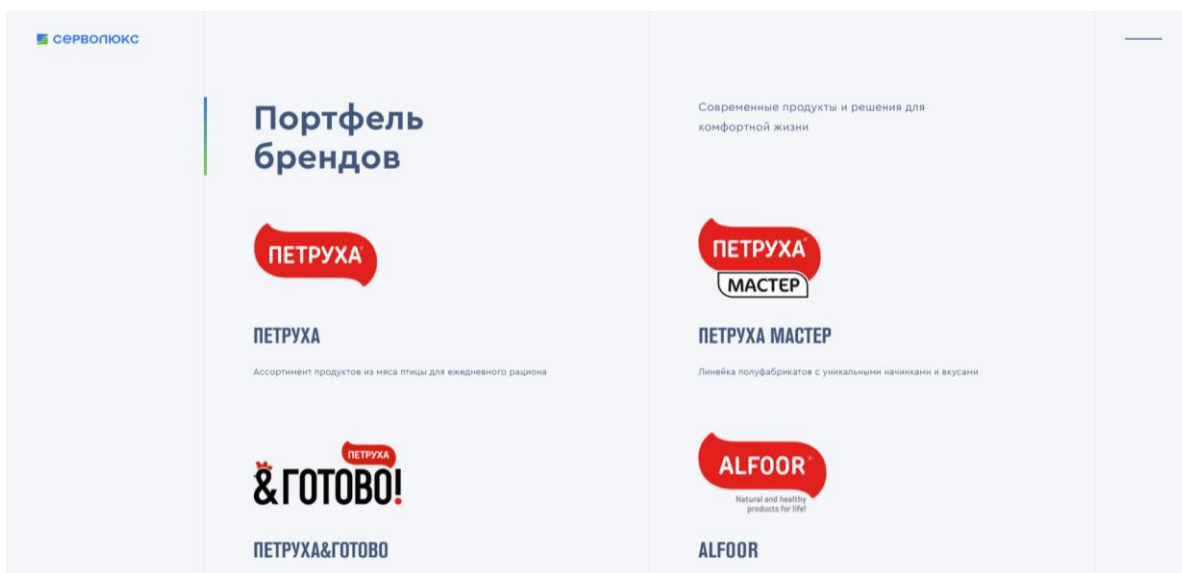 серволюкс
Портфель
брендов
Современные продукты и решения для
комфортной жизни
ПЕТРУХА
ПЕТРУХА
МАСТЕР
ПЕТРУХА
ПЕТРУХА МАСТЕР
Ассортимент продуктов из мяса птицы для ежедневного рациона
Линейка полуфабрикатов с уникальными начинками и вкусами
ПЕТРУХА
&ГОТОВО!
ALFOOR
Natural and healthy
products for life!
ПЕТРУХА&ГОТОВО
ALFOOR